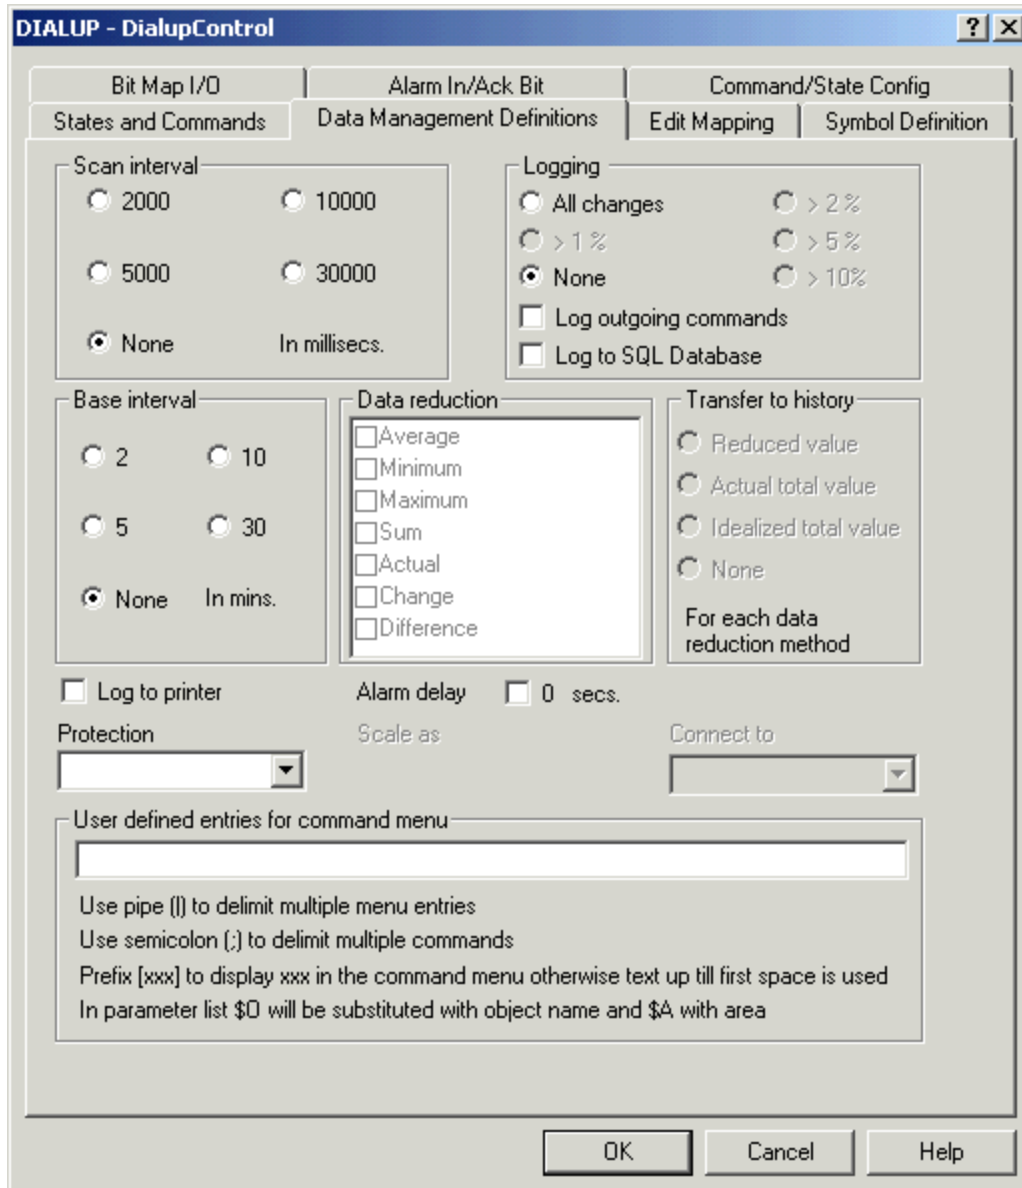 DIALUP - DialupControl
Bit Map I/O
Alarm In/Ack Bit
Command/State Config
States and Commands
Data Management Definitions
Edit Mapping
Symbol Definition
Scan interval
2000
10000
5000
30000
None
In millisecs.
Logging
All changes
> 2 %
> 1 %
> 5 %
None
> 10%
Log outgoing commands
Log to SQL Database
Base interval
2
10
5
30
None
In mins.
Data reduction
Average
Minimum
Maximum
Sum
Actual
Change
Difference
Transfer to history
Reduced value
Actual total value
Idealized total value
None
For each data
reduction method
Log to printer
Alarm delay
0 secs.
Protection
Scale as
Connect to
User defined entries for command menu
Use pipe (|) to delimit multiple menu entries
Use semicolon (;) to delimit multiple commands
Prefix [xxx] to display xxx in the command menu otherwise text up till first space is used
In parameter list $O will be substituted with object name and $A with area
OK
Cancel
Help